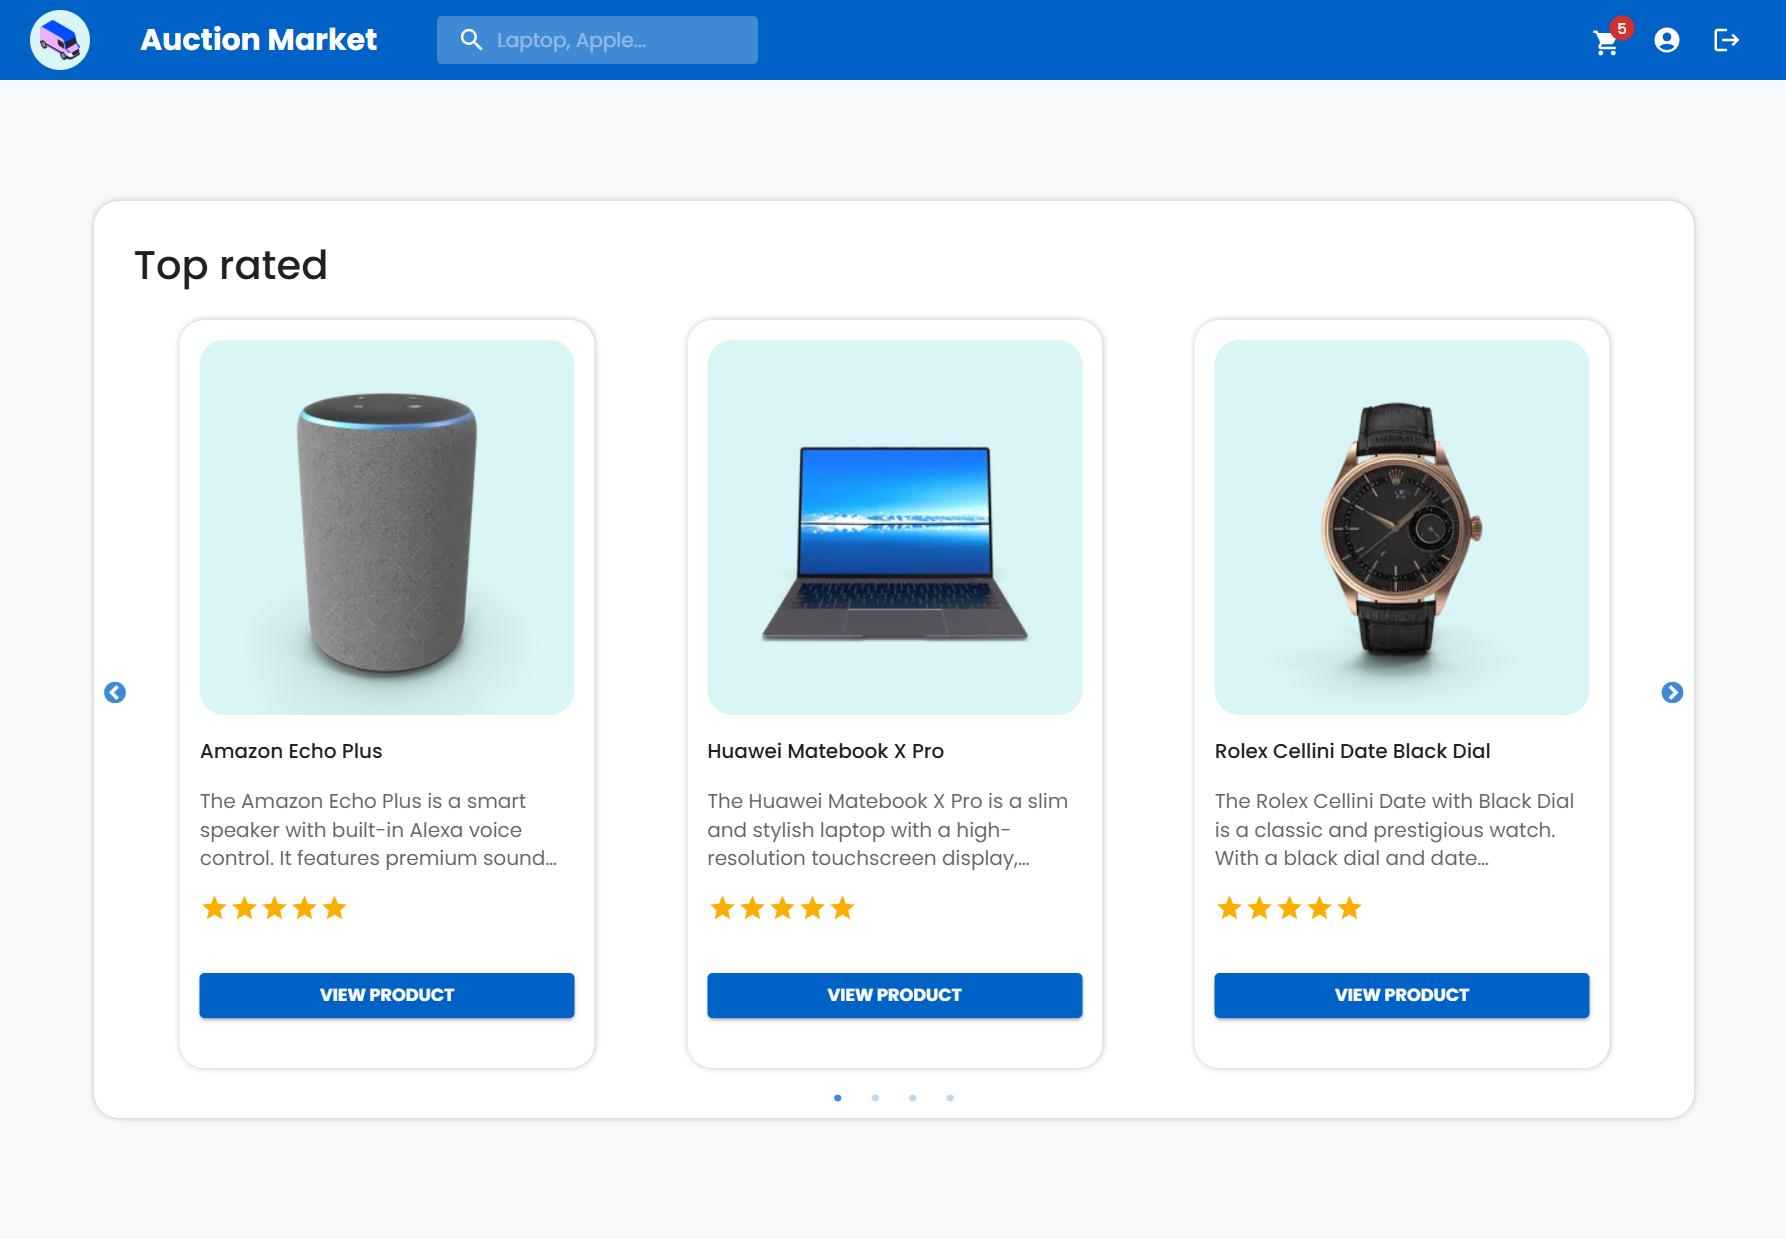 Auction Market
Laptop, Apple...
5
Top rated
Amazon Echo Plus
The Amazon Echo Plus is a smart
speaker with built-in Alexa voice
control. It features premium sound...
VIEW PRODUCT
Huawei Matebook X Pro
The Huawei Matebook X Pro is a slim
and stylish laptop with a high-
resolution touchscreen display,...
VIEW PRODUCT
Rolex Cellini Date Black Dial
The Rolex Cellini Date with Black Dial
is a classic and prestigious watch.
With a black dial and date...
VIEW PRODUCT